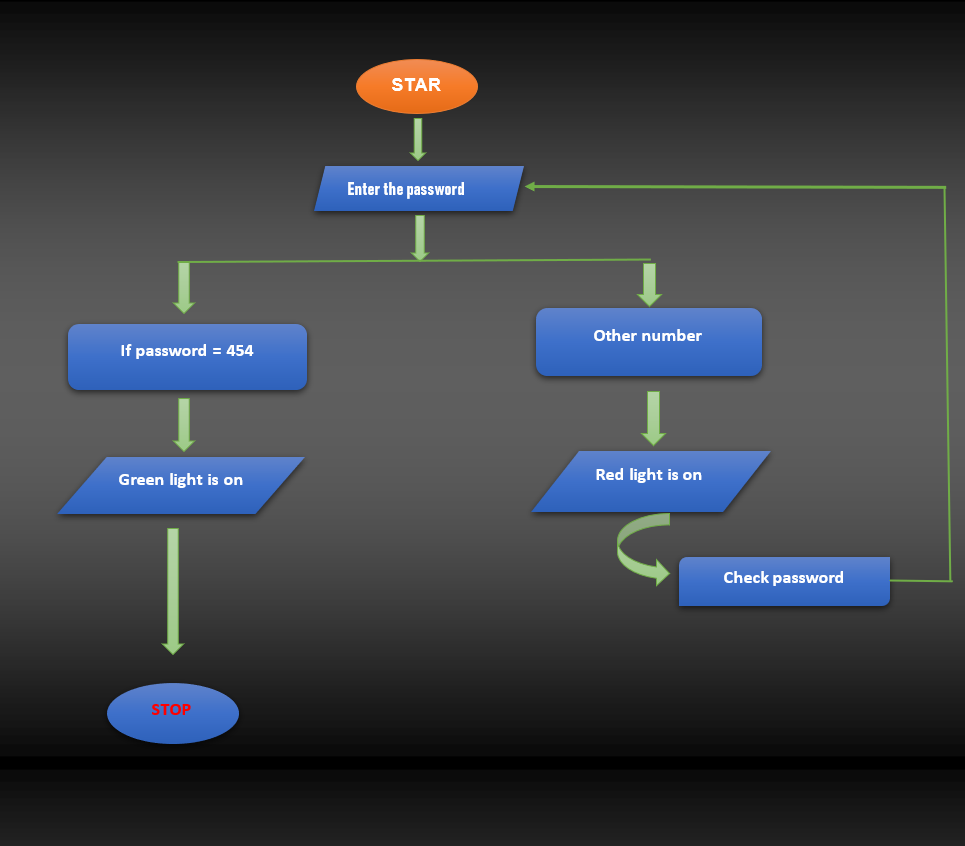 STAR
Enter the password
If password = 454
Other number
Green light is on
Red light is on
Check password
STOP